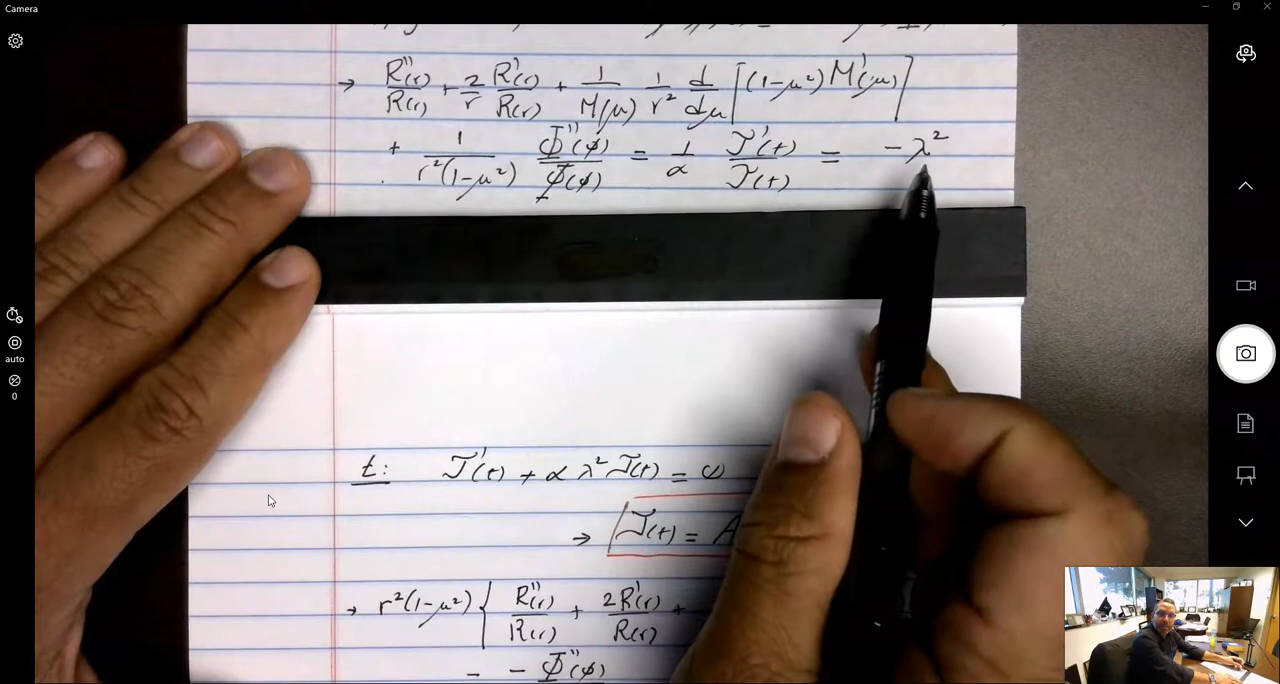 Camera
→ R''(r)/R(r) + 2/r R'(r)/R(r) + 1/M(μ) 1/r² d/dμ [(1-μ²) M'(μ)]
+ 1/r²(1-μ²) Φ''(φ)/Φ(φ) = 1/α T'(t)/T(t) = -λ²
auto
0
t: T'(t) + α λ² T(t) = 0
→ T(t) = A
→ r²(1-μ²) { R''(r)/R(r) + 2R'(r)/R(r) +
- Φ''(φ)